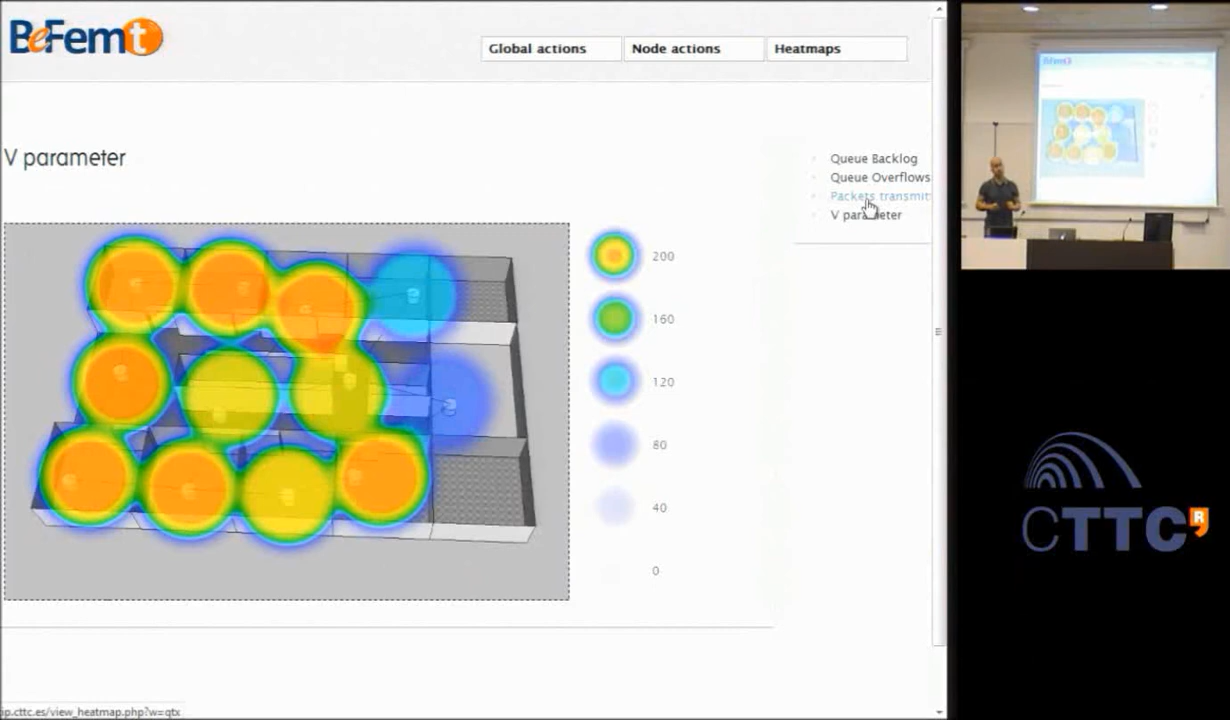 BeFemt
Global actions
Node actions
Heatmaps
V parameter
Queue Backlog
Queue Overflows
Packets transmit
V parameter
200
160
120
80
40
0
CTTC
R
ip.cttc.es/view_heatmap.php?w=qtx